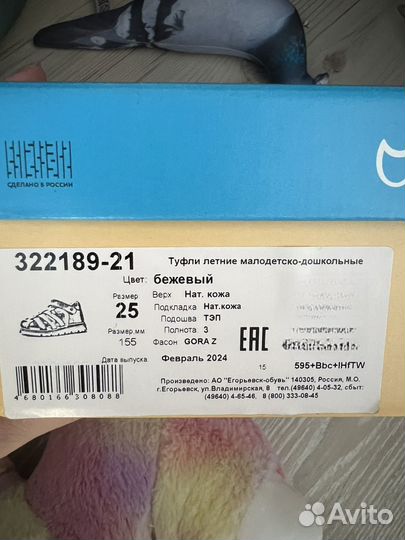 СДЕЛАНО В РОССИИ
322189-21
Туфли летние малодетско-дошкольные
Цвет: бежевый
Размер
25
Размер,мм
155
Верх Нат. кожа
Подкладка Нат.кожа
Подошва ТЭП
Полнота 3
Фасон GORA Z
EAC
Дата выпуска Февраль 2024
15
595+Bbc+IHfTW
Произведено: АО "Егорьевск-обувь" 140305, Россия, М.О.
г.Егорьевск, ул.Владимирская, 8 тел. (49640) 4-05-32, сбыт:
(49640) 4-65-46, 8 (800) 333-08-45
4680166308088
Avito